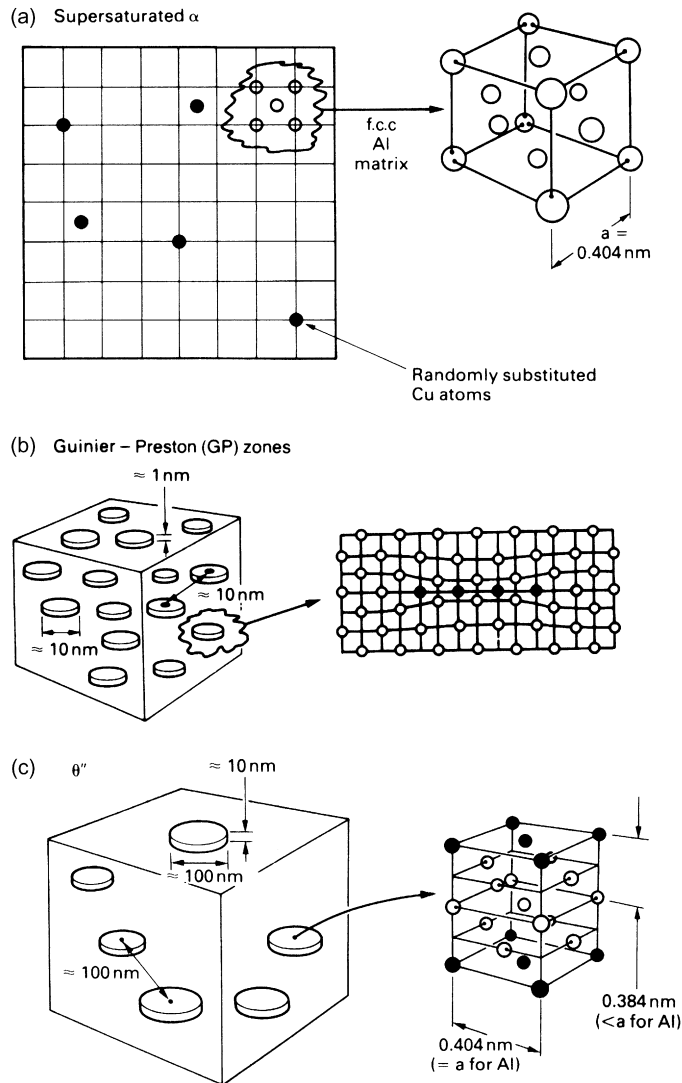 (a) Supersaturated α
f.c.c
Al
matrix
a =
0.404 nm
Randomly substituted
Cu atoms
(b) Guinier – Preston (GP) zones
≈ 1 nm
≈ 10 nm
≈ 10 nm
(c) θ″
≈ 10 nm
≈ 100 nm
≈ 100 nm
0.384 nm
(<a for Al)
0.404 nm
(= a for Al)